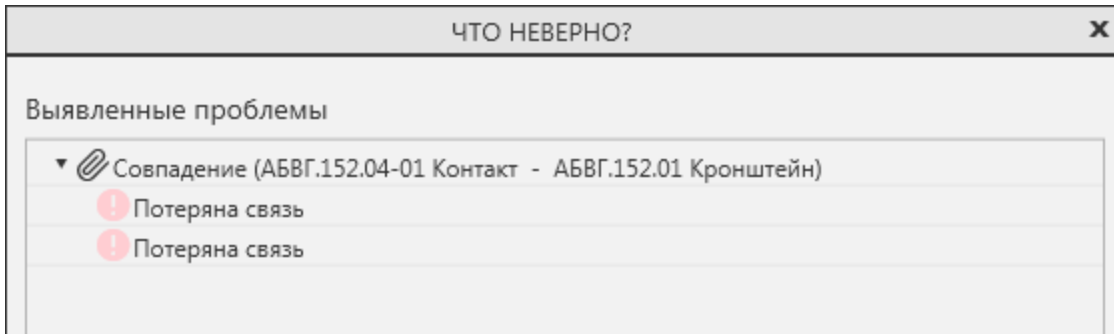 ЧТО НЕВЕРНО?
Выявленные проблемы
Совпадение (АБВГ.152.04-01 Контакт - АБВГ.152.01 Кронштейн)
Потеряна связь
Потеряна связь